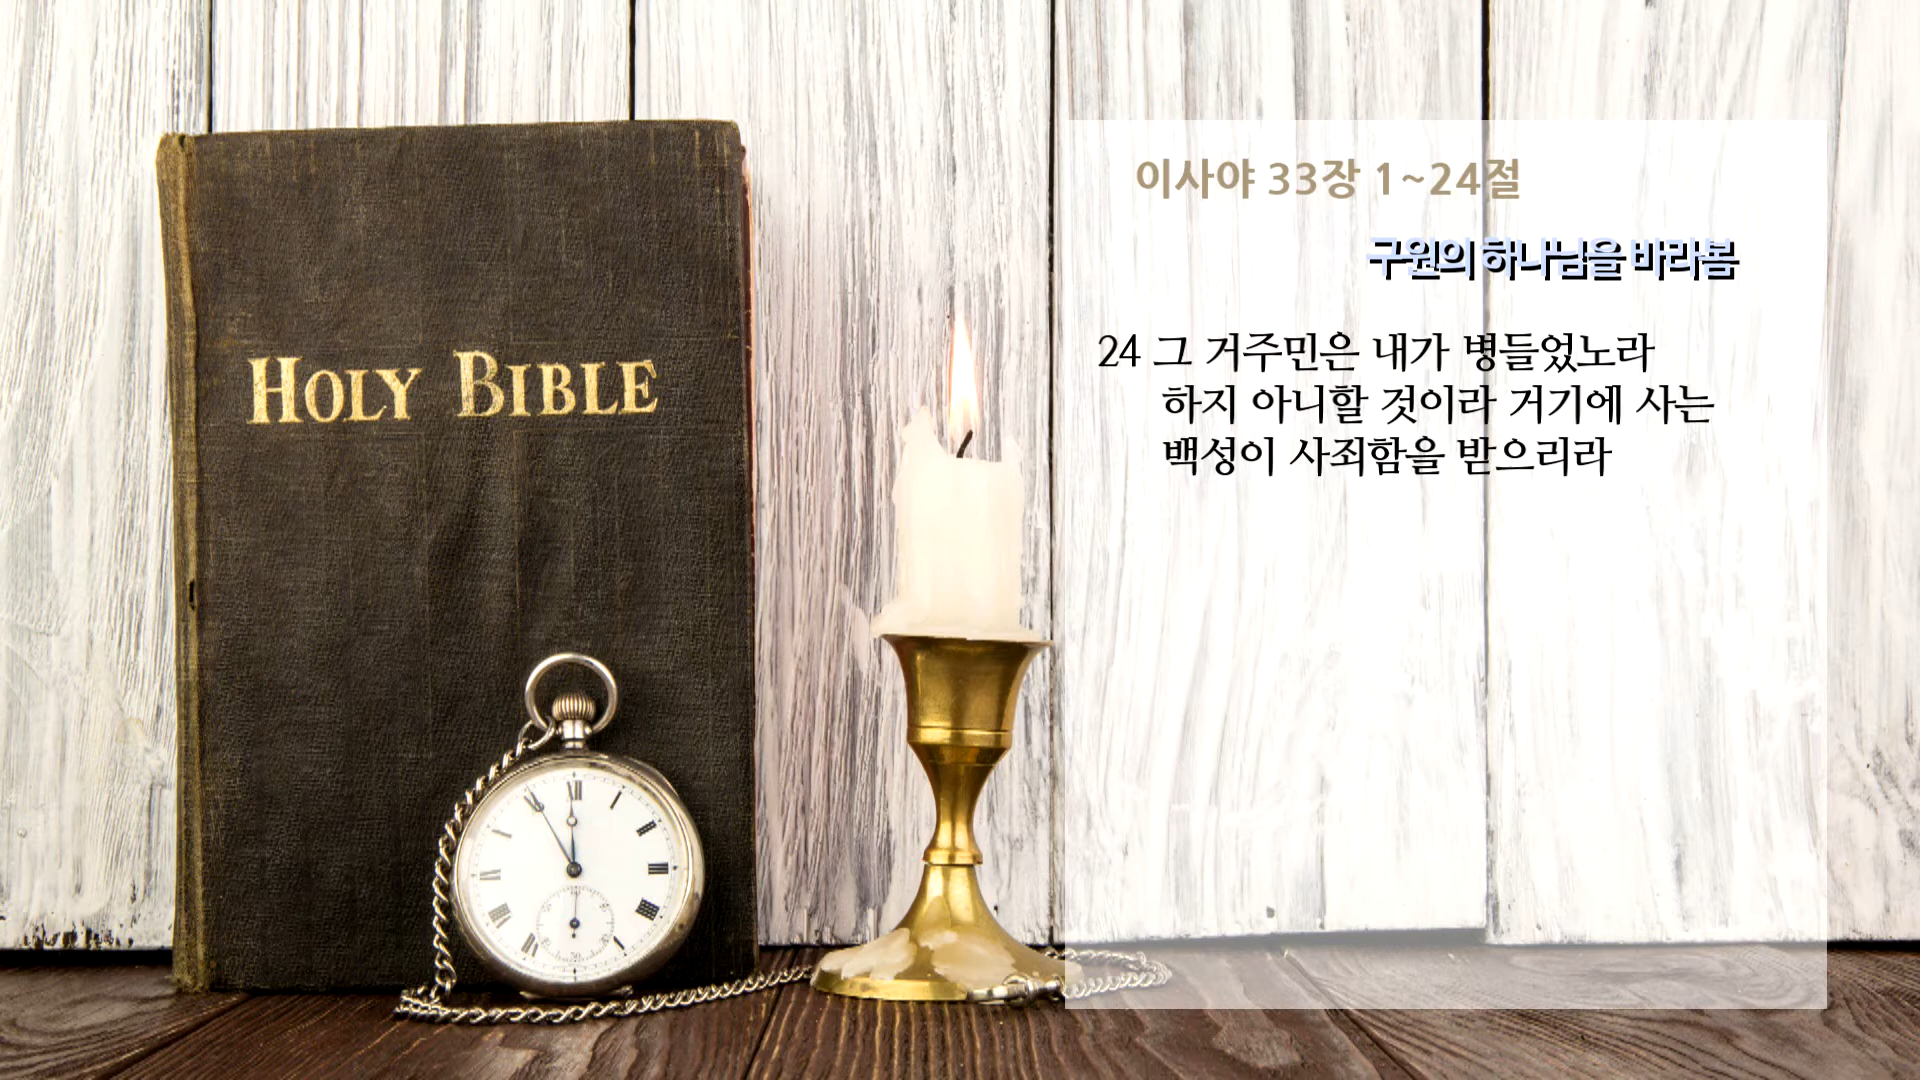 HOLY BIBLE
이사야 33장 1~24절
구원의 하나님을 바라봄
24 그 거주민은 내가 병들었노라
하지 아니할 것이라 거기에 사는
백성이 사죄함을 받으리라